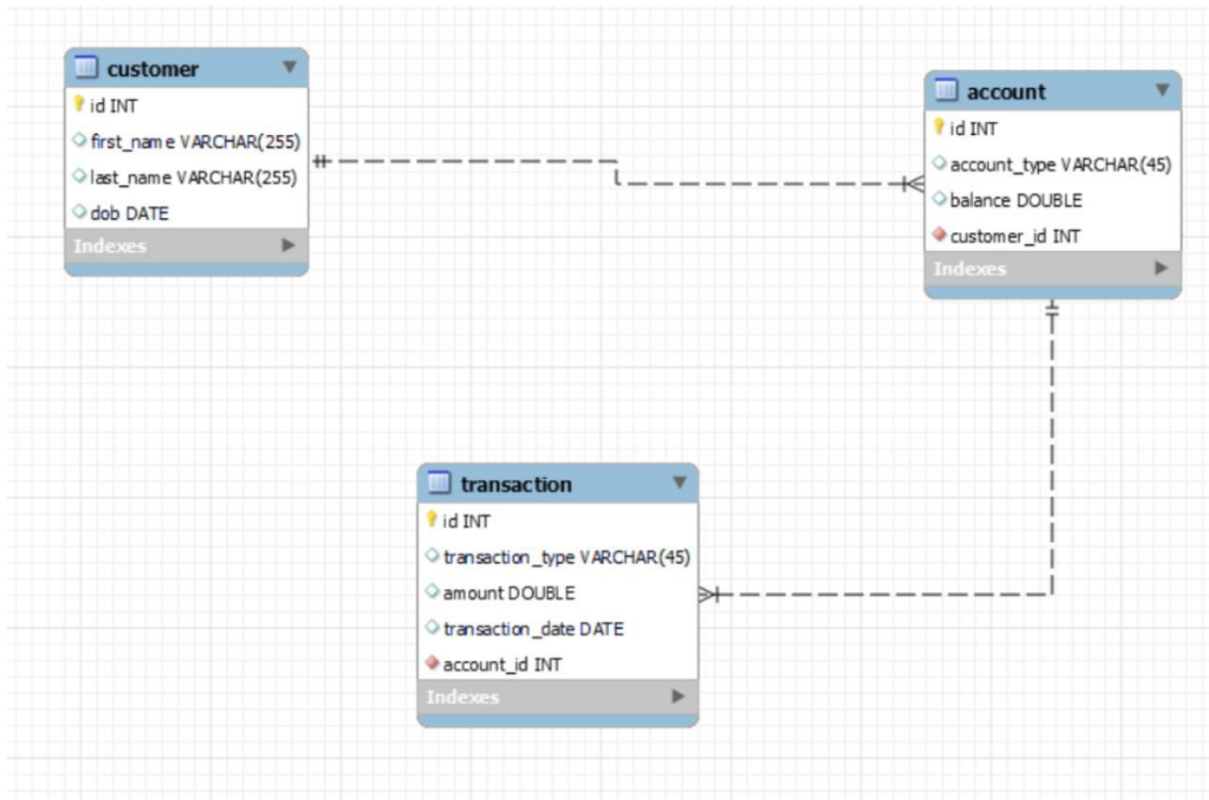 customer
id INT
first_name VARCHAR(255)
last_name VARCHAR(255)
dob DATE
Indexes
account
id INT
account_type VARCHAR(45)
balance DOUBLE
customer_id INT
Indexes
transaction
id INT
transaction_type VARCHAR(45)
amount DOUBLE
transaction_date DATE
account_id INT
Indexes